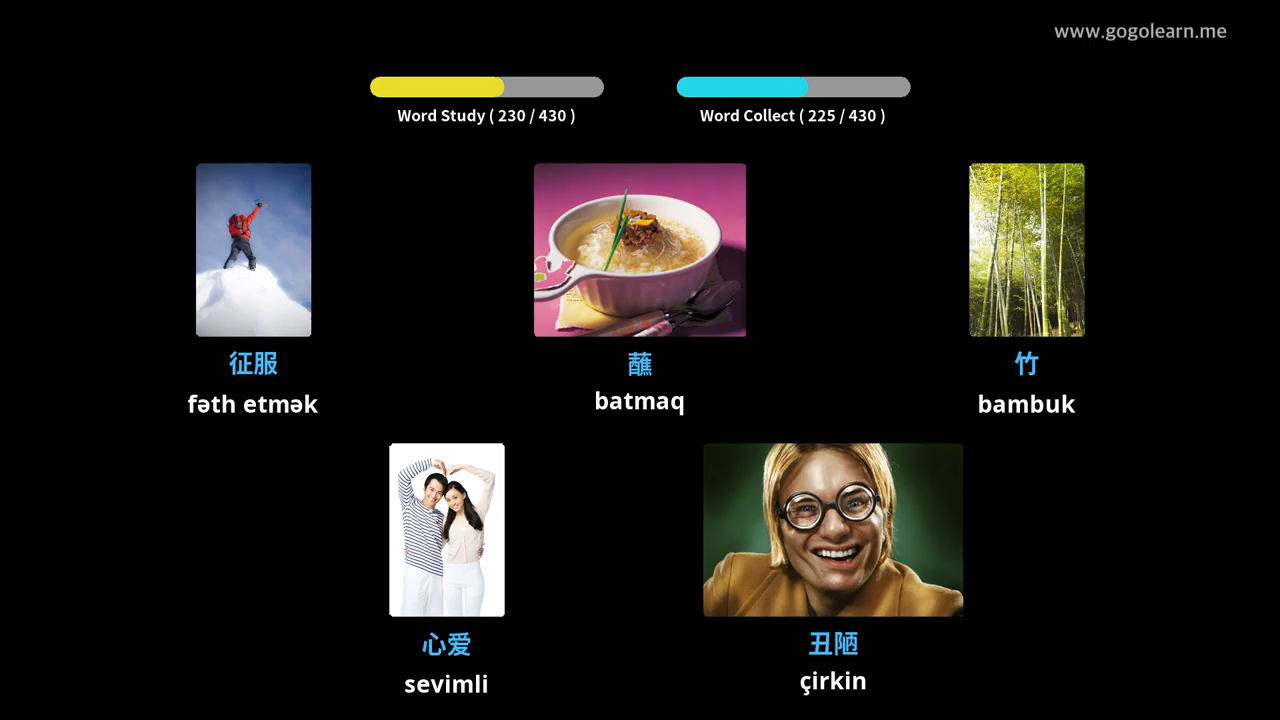 www.gogolearn.me
Word Study ( 230 / 430 )
Word Collect ( 225 / 430 )
征服
fəth etmək
蘸
batmaq
竹
bambuk
心爱
sevimli
丑陋
çirkin